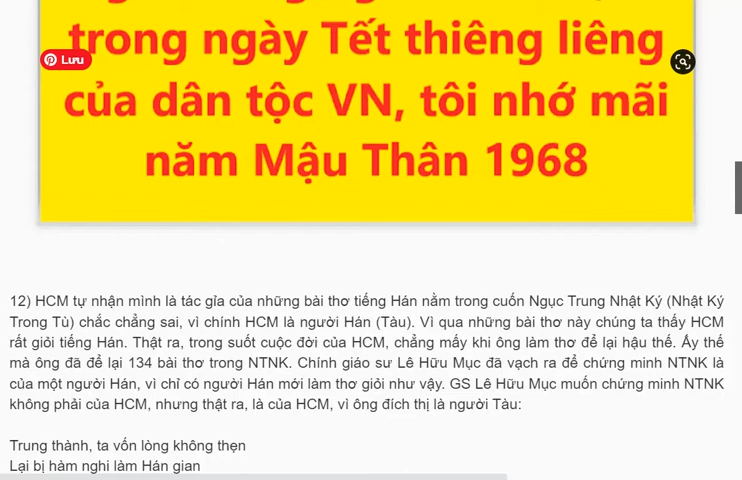 trong ngày Tết thiêng liêng
Lưu
của dân tộc VN, tôi nhớ mãi
năm Mậu Thân 1968
12) HCM tự nhận mình là tác gỉa của những bài thơ tiếng Hán nằm trong cuốn Ngục Trung Nhật Ký (Nhật Ký
Trong Tù) chắc chẳng sai, vì chính HCM là người Hán (Tàu). Vì qua những bài thơ này chúng ta thấy HCM
rất giỏi tiếng Hán. Thật ra, trong suốt cuộc đời của HCM, chẳng mấy khi ông làm thơ để lại hậu thế. Ấy thế
mà ông đã để lại 134 bài thơ trong NTNK. Chính giáo sư Lê Hữu Mục đã vạch ra để chứng minh NTNK là
của một người Hán, vì chỉ có người Hán mới làm thơ giỏi như vậy. GS Lê Hữu Mục muốn chứng minh NTNK
không phải của HCM, nhưng thật ra, là của HCM, vì ông đích thị là người Tàu:
Trung thành, ta vốn lòng không thẹn
Lại bị hàm nghi làm Hán gian